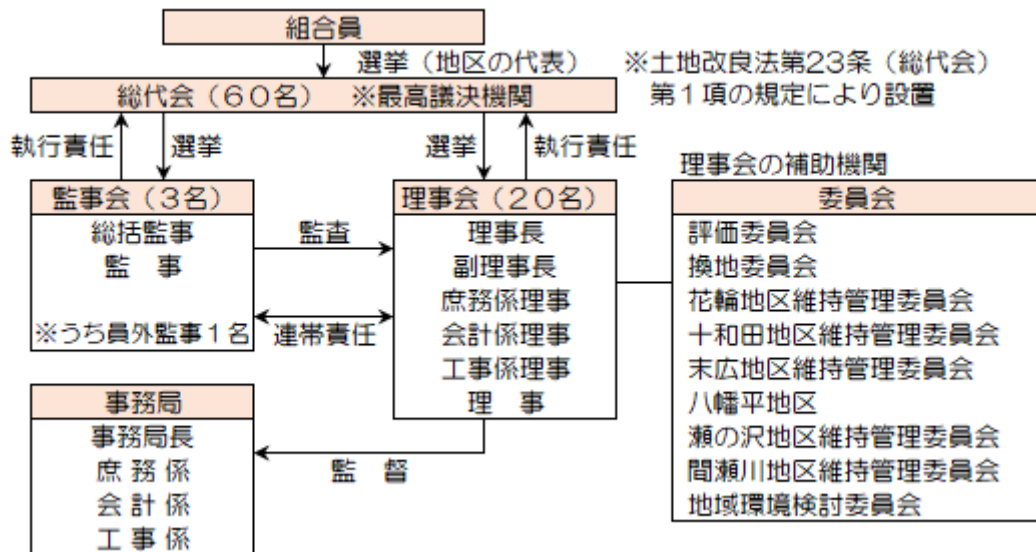 組合員
選挙（地区の代表）
※土地改良法第２３条（総代会）
第１項の規定により設置
総代会（６０名）　※最高議決機関
執行責任
選挙
選挙
執行責任
理事会の補助機関
監事会（３名）
総括監事
監　事
※うち員外監事１名
監査
連帯責任
理事会（２０名）
理事長
副理事長
庶務係理事
会計係理事
工事係理事
理　事
委員会
評価委員会
換地委員会
花輪地区維持管理委員会
十和田地区維持管理委員会
末広地区維持管理委員会
八幡平地区
瀬の沢地区維持管理委員会
間瀬川地区維持管理委員会
地域環境検討委員会
事務局
事務局長
庶 務 係
会 計 係
工 事 係
監　督